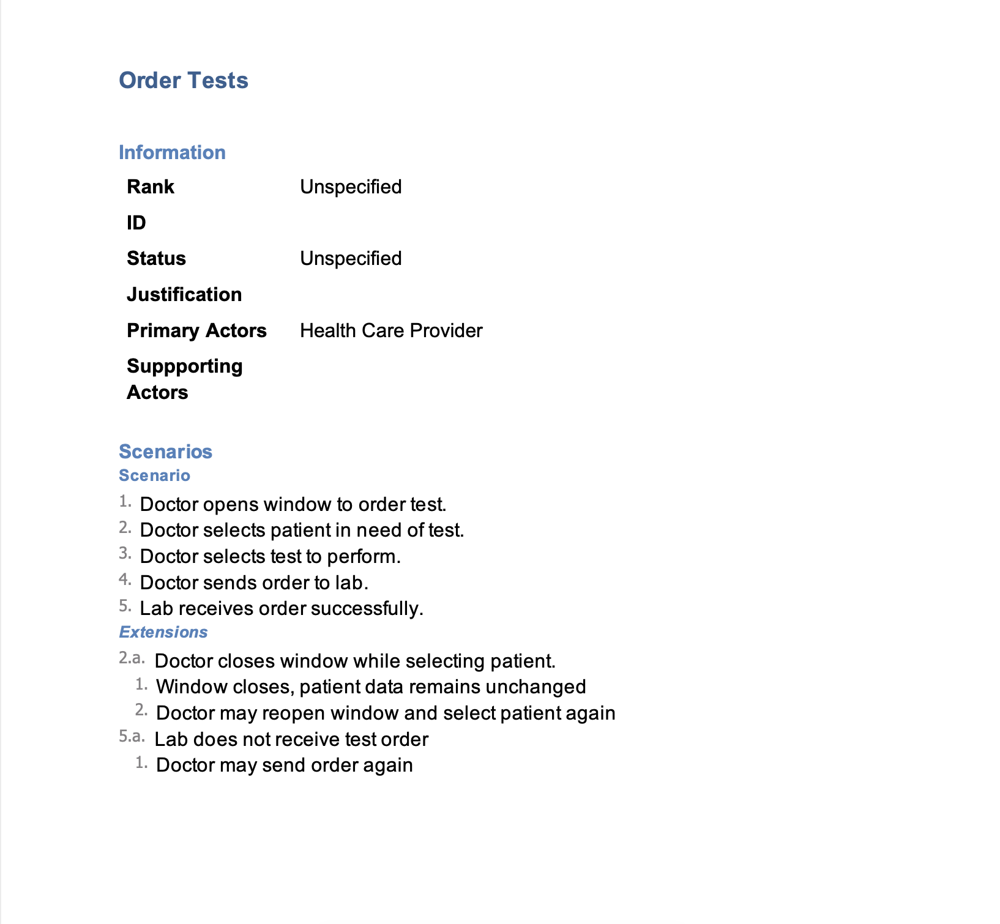 Order Tests
Information
Rank Unspecified
ID
Status Unspecified
Justification
Primary Actors Health Care Provider
Suppporting
Actors
Scenarios
Scenario
1. Doctor opens window to order test.
2. Doctor selects patient in need of test.
3. Doctor selects test to perform.
4. Doctor sends order to lab.
5. Lab receives order successfully.
Extensions
2.a. Doctor closes window while selecting patient.
1. Window closes, patient data remains unchanged
2. Doctor may reopen window and select patient again
5.a. Lab does not receive test order
1. Doctor may send order again